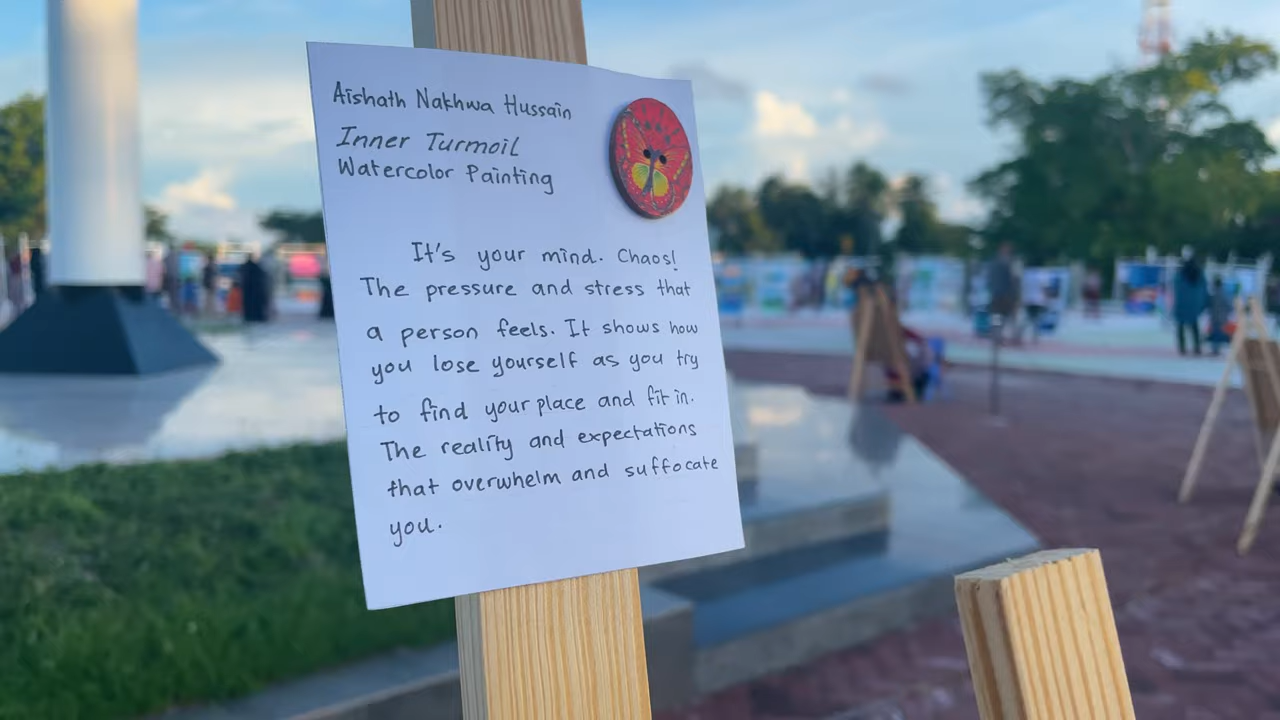 Aishath Nakhwa Hussain
Inner Turmoil
Watercolor Painting
It's your mind. Chaos!
The pressure and stress that
a person feels. It shows how
you lose yourself as you try
to find your place and fit in.
The reality and expectations
that overwhelm and suffocate
you.